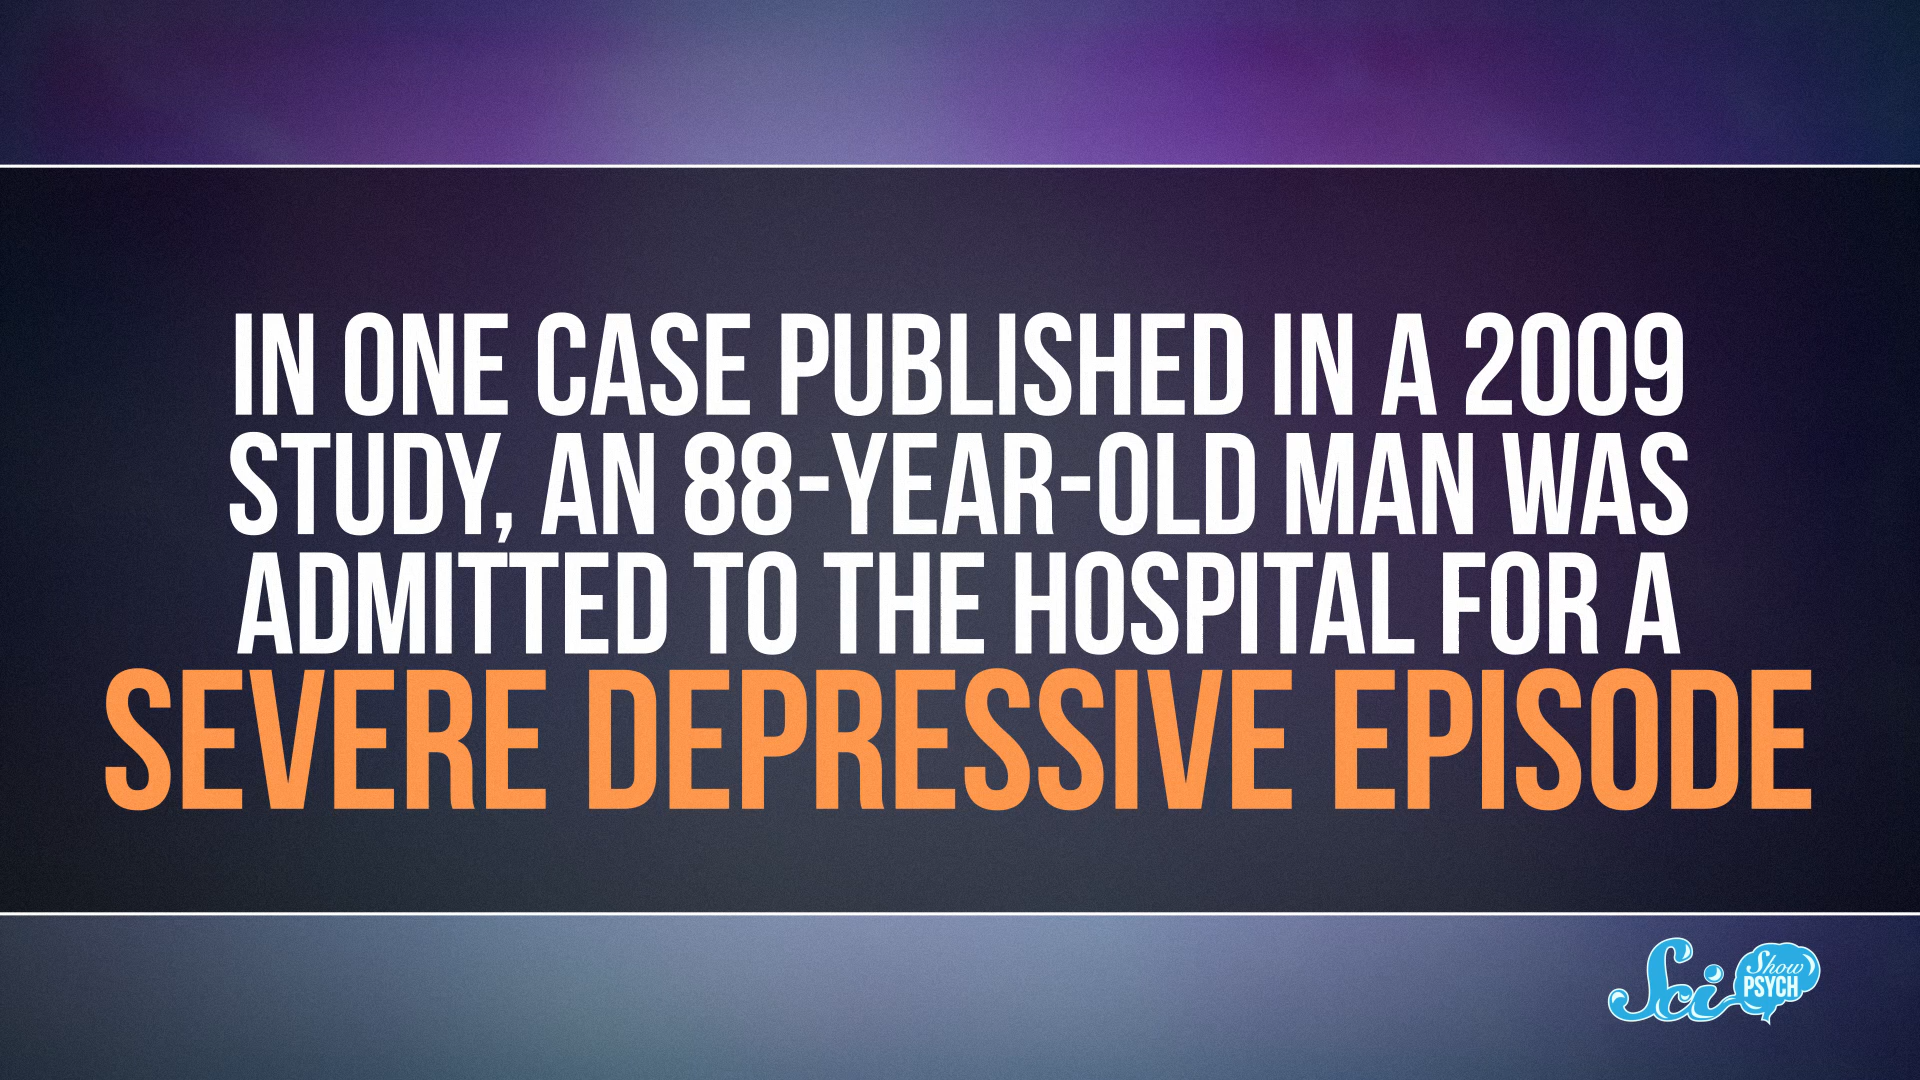 IN ONE CASE PUBLISHED IN A 2009
STUDY, AN 88-YEAR-OLD MAN WAS
ADMITTED TO THE HOSPITAL FOR A
SEVERE DEPRESSIVE EPISODE
Sci Show
PSYCH